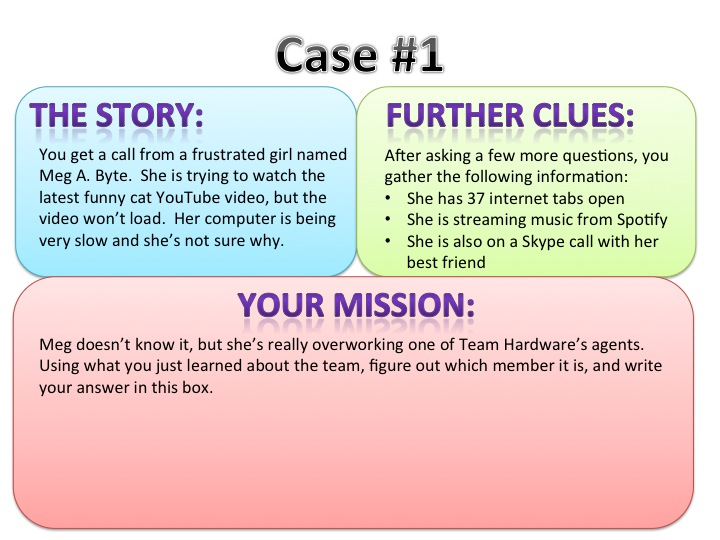 Case #1
THE STORY:
You get a call from a frustrated girl named
Meg A. Byte.  She is trying to watch the
latest funny cat YouTube video, but the
video won’t load.  Her computer is being
very slow and she’s not sure why.
FURTHER CLUES:
After asking a few more questions, you
gather the following information:
• She has 37 internet tabs open
• She is streaming music from Spotify
• She is also on a Skype call with her
best friend
YOUR MISSION:
Meg doesn’t know it, but she’s really overworking one of Team Hardware’s agents.
Using what you just learned about the team, figure out which member it is, and write
your answer in this box.